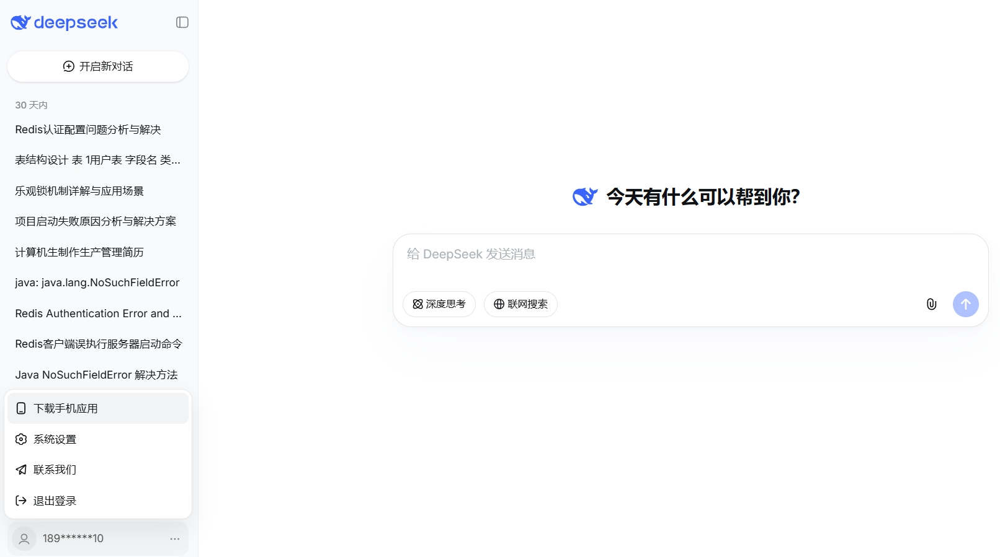 deepseek
开启新对话
30 天内
Redis认证配置问题分析与解决
表结构设计 表 1用户表 字段名 类...
乐观锁机制详解与应用场景
项目启动失败原因分析与解决方案
计算机生制作生产管理简历
java: java.lang.NoSuchFieldError
Redis Authentication Error and ...
Redis客户端误执行服务器启动命令
Java NoSuchFieldError 解决方法
下载手机应用
系统设置
联系我们
退出登录
189******10
今天有什么可以帮到你？
给 DeepSeek 发送消息
深度思考
联网搜索